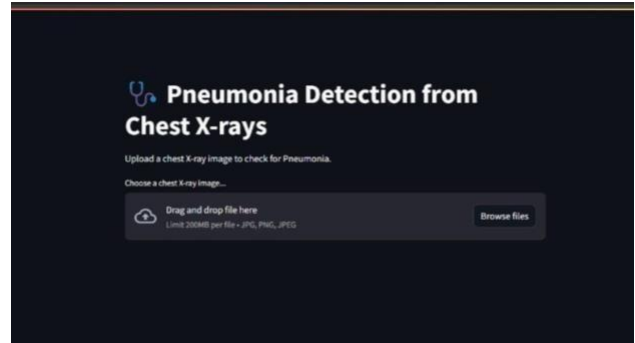 🩺 Pneumonia Detection from
Chest X-rays
Upload a chest X-ray image to check for Pneumonia.
Choose a chest X-ray image...
Drag and drop file here
Limit 200MB per file • JPG, PNG, JPEG
Browse files